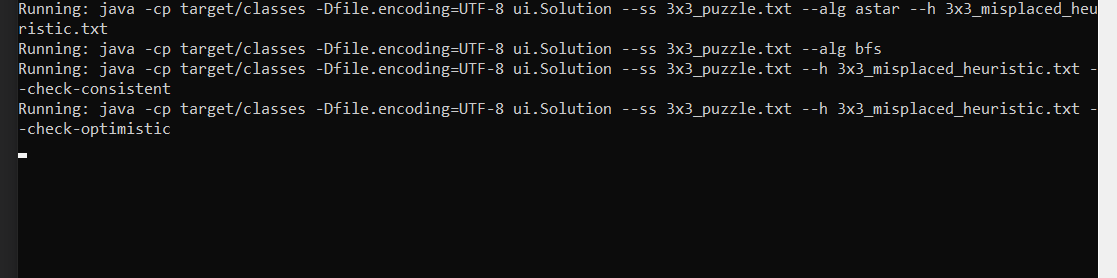 Running: java -cp target/classes -Dfile.encoding=UTF-8 ui.Solution --ss 3x3_puzzle.txt --alg astar --h 3x3_misplaced_heu
ristic.txt
Running: java -cp target/classes -Dfile.encoding=UTF-8 ui.Solution --ss 3x3_puzzle.txt --alg bfs
Running: java -cp target/classes -Dfile.encoding=UTF-8 ui.Solution --ss 3x3_puzzle.txt --h 3x3_misplaced_heuristic.txt -
-check-consistent
Running: java -cp target/classes -Dfile.encoding=UTF-8 ui.Solution --ss 3x3_puzzle.txt --h 3x3_misplaced_heuristic.txt -
-check-optimistic